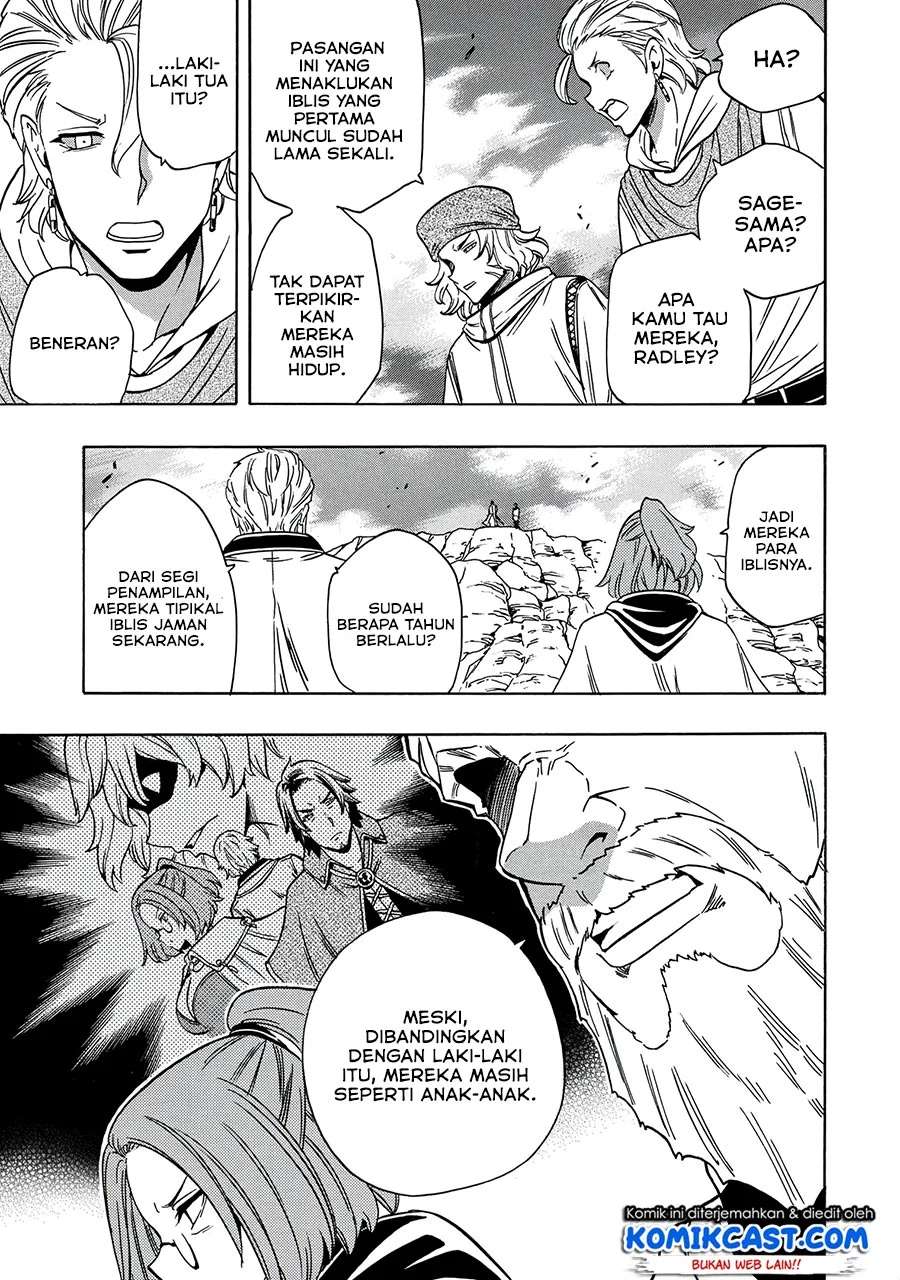 HA?
SAGE-
SAMA?
APA?
APA
KAMU TAU
MEREKA,
RADLEY?
PASANGAN
INI YANG
MENAKLUKAN
IBLIS YANG
PERTAMA
MUNCUL SUDAH
LAMA SEKALI.
TAK DAPAT
TERPIKIR-
KAN
MEREKA
MASIH
HIDUP.
...LAKI-
LAKI TUA
ITU?
BENERAN?
JADI
MEREKA
PARA
IBLISNYA.
SUDAH
BERAPA TAHUN
BERLALU?
DARI SEGI
PENAMPILAN,
MEREKA TIPIKAL
IBLIS JAMAN
SEKARANG.
MESKI,
DIBANDINGKAN
DENGAN LAKI-LAKI
ITU, MEREKA MASIH
SEPERTI ANAK-ANAK.
Komik ini diterjemahkan & diedit oleh
KOMIKCAST.COM
BUKAN WEB LAIN!!